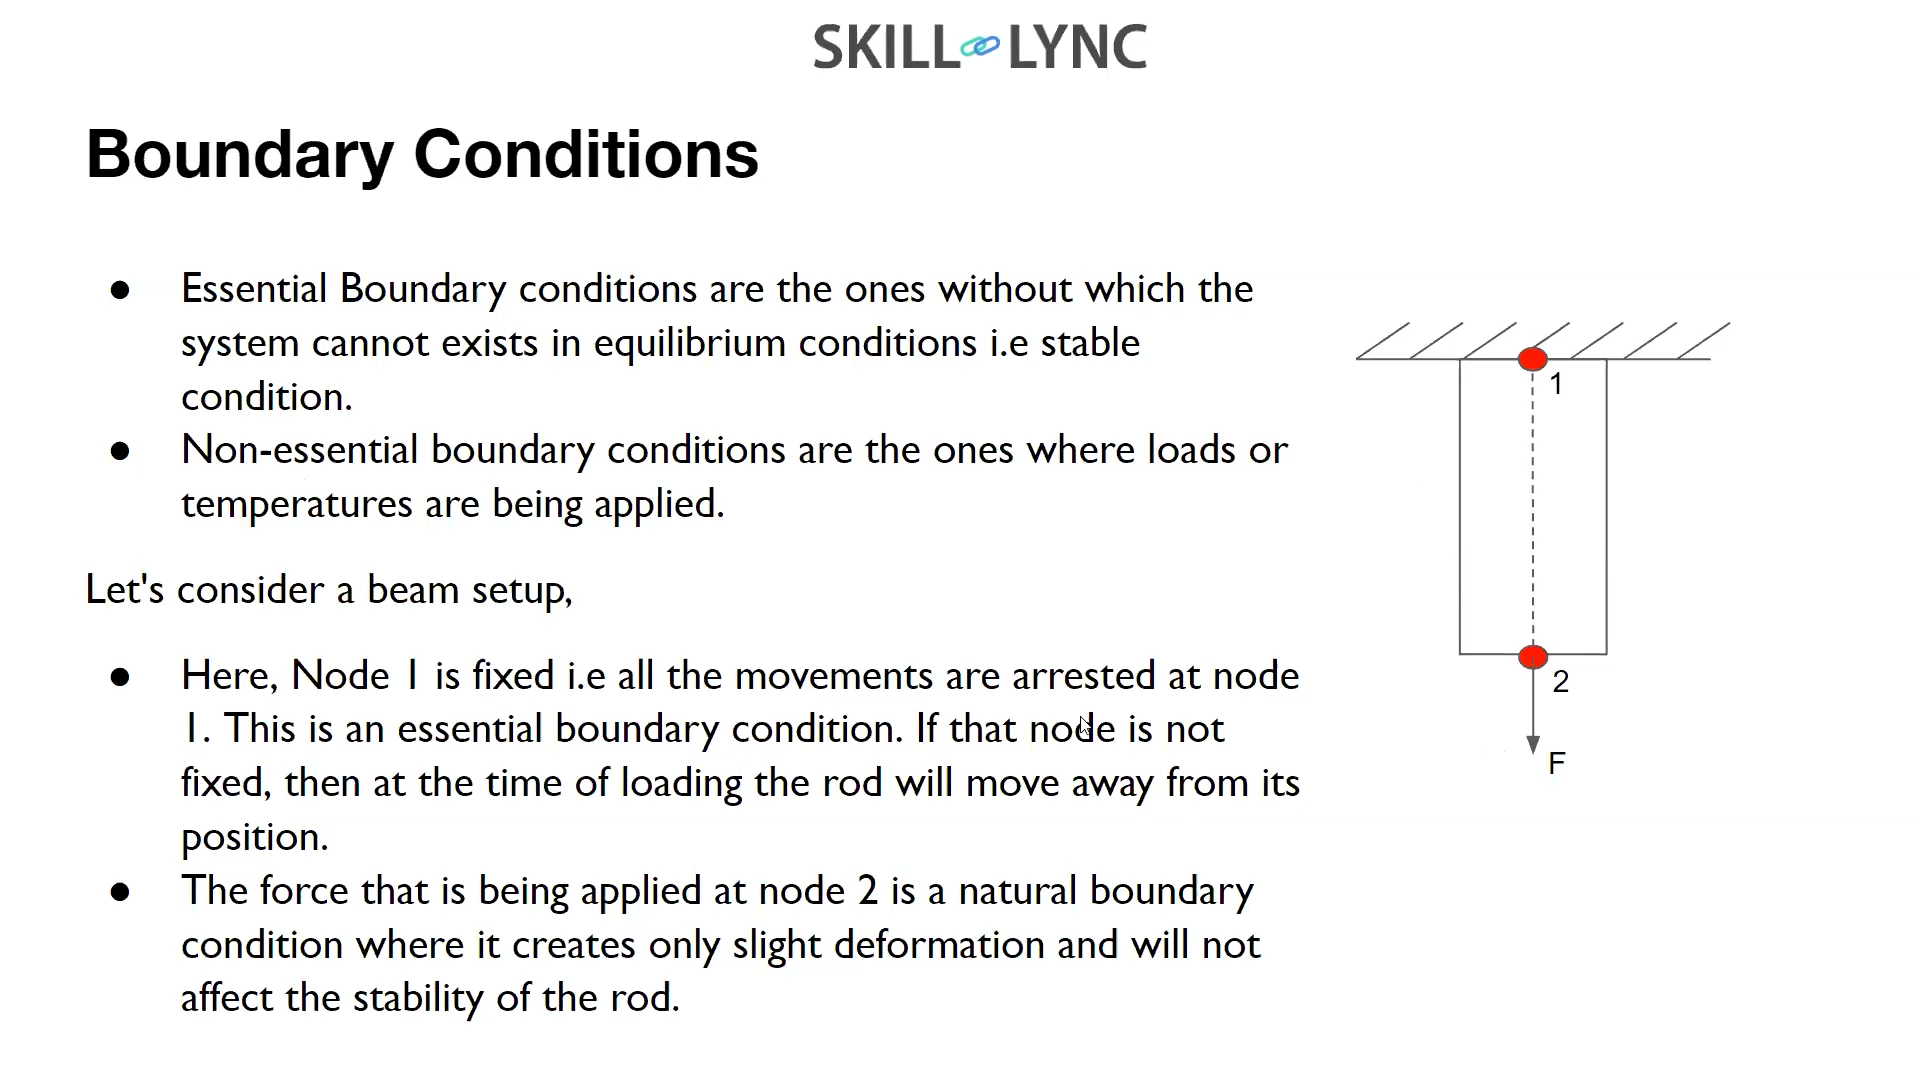 SKILL LYNC
Boundary Conditions
● Essential Boundary conditions are the ones without which the
system cannot exists in equilibrium conditions i.e stable
condition.
● Non-essential boundary conditions are the ones where loads or
temperatures are being applied.
Let's consider a beam setup,
● Here, Node 1 is fixed i.e all the movements are arrested at node
1. This is an essential boundary condition. If that node is not
fixed, then at the time of loading the rod will move away from its
position.
● The force that is being applied at node 2 is a natural boundary
condition where it creates only slight deformation and will not
affect the stability of the rod.
1
2
F